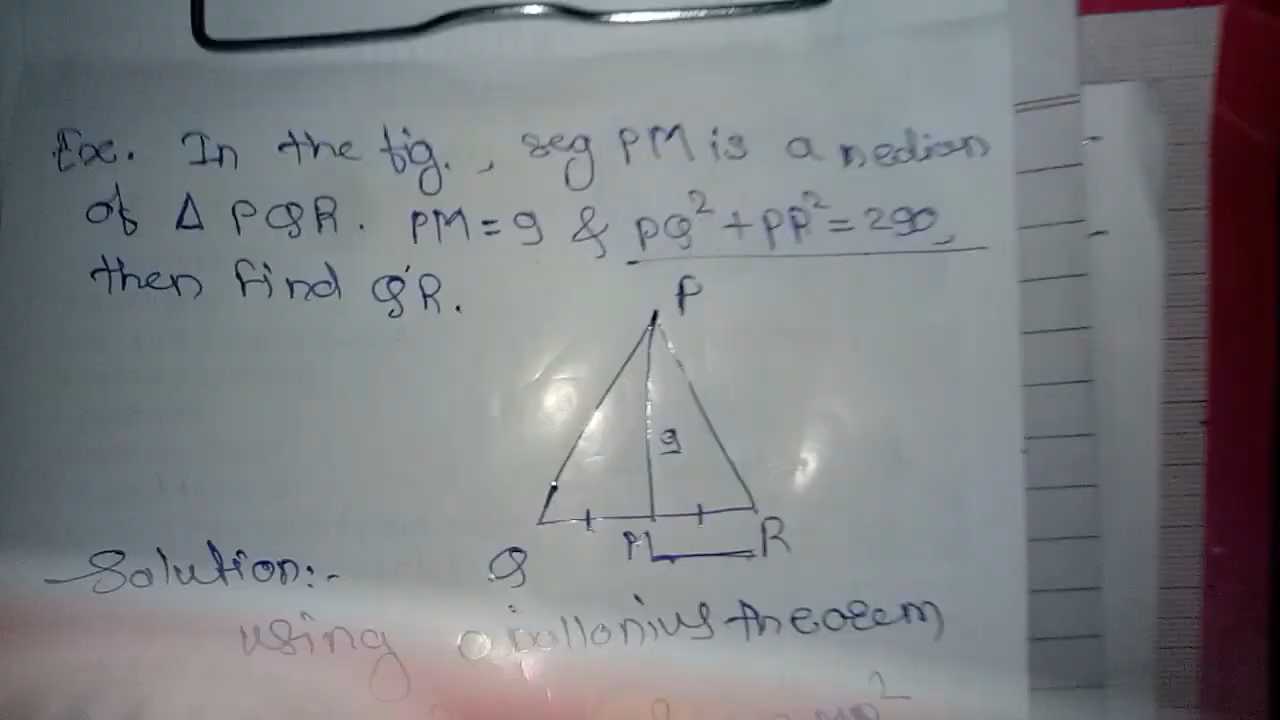 Ex. In the fig., seg PM is a median
of Δ PQR. PM = 9 & PQ²+PR²=290,
then find QR.
P
9
M R
Q
Solution:-
using apollonius theorem